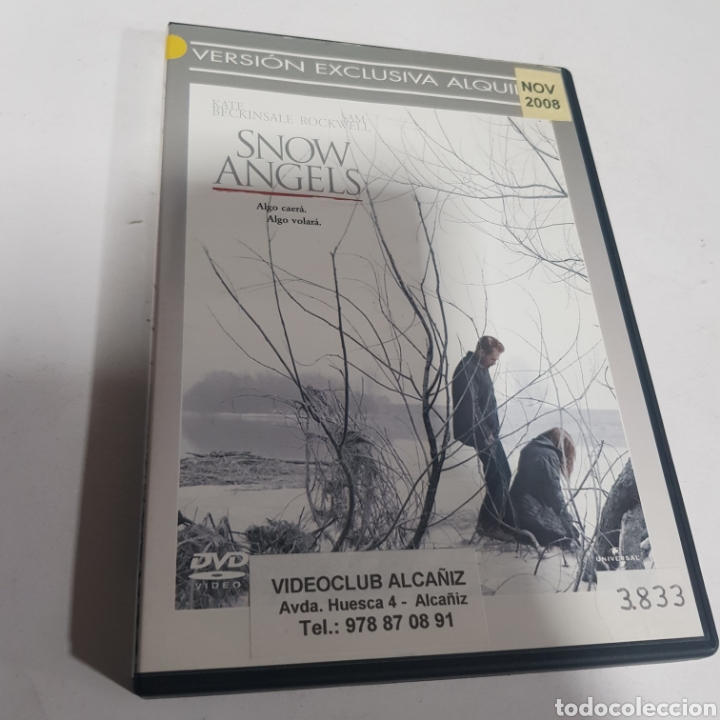 VERSIÓN EXCLUSIVA
NOV
2008
KATE SAM
BECKINSALE ROCKWELL
SNOW
ANGELS
Algo caerá.
Algo volará.
DVD
VIDEO
UNIVERSAL
VIDEOCLUB ALCAÑIZ
Avda. Huesca 4 - Alcañiz
Tel.: 978 87 08 91
3.833
todocoleccion